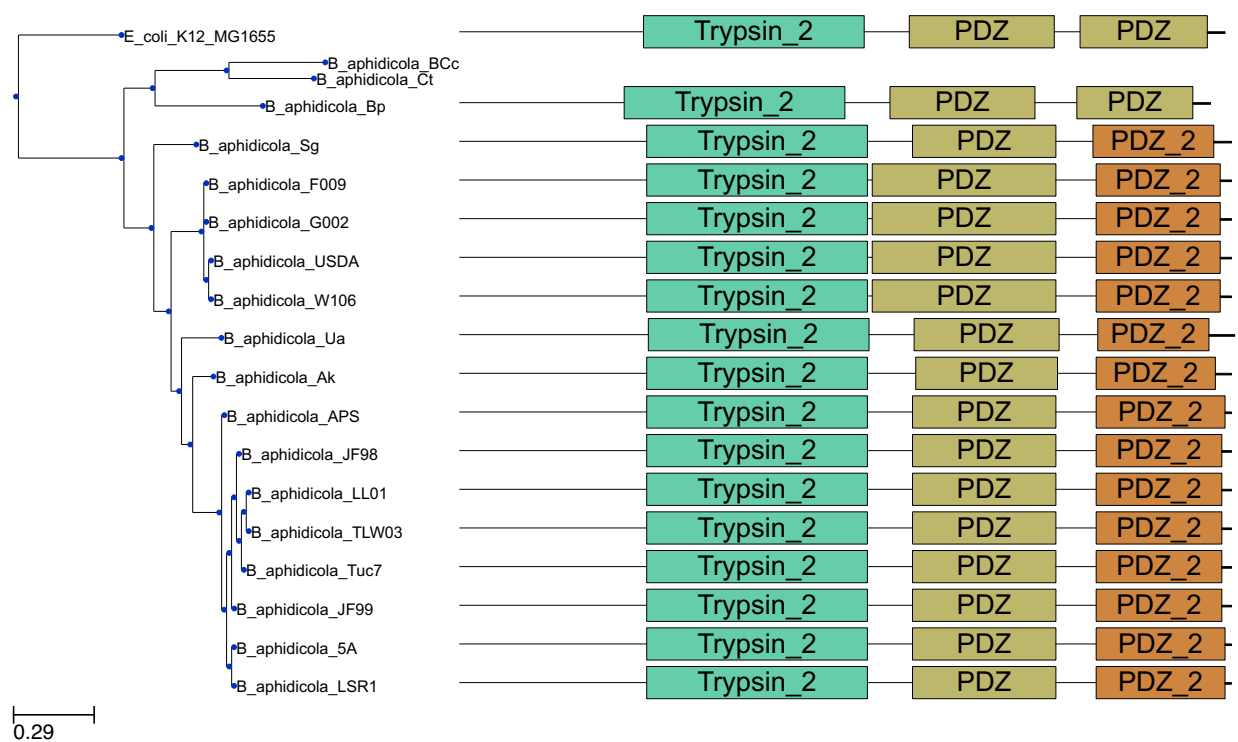 E_coli_K12_MG1655 Trypsin_2 PDZ PDZ
B_aphidicola_BCc
B_aphidicola_Ct
B_aphidicola_Bp Trypsin_2 PDZ PDZ
B_aphidicola_Sg Trypsin_2 PDZ PDZ_2
B_aphidicola_F009 Trypsin_2 PDZ PDZ_2
B_aphidicola_G002 Trypsin_2 PDZ PDZ_2
B_aphidicola_USDA Trypsin_2 PDZ PDZ_2
B_aphidicola_W106 Trypsin_2 PDZ PDZ_2
B_aphidicola_Ua Trypsin_2 PDZ PDZ_2
B_aphidicola_Ak Trypsin_2 PDZ PDZ_2
B_aphidicola_APS Trypsin_2 PDZ PDZ_2
B_aphidicola_JF98 Trypsin_2 PDZ PDZ_2
B_aphidicola_LL01 Trypsin_2 PDZ PDZ_2
B_aphidicola_TLW03 Trypsin_2 PDZ PDZ_2
B_aphidicola_Tuc7 Trypsin_2 PDZ PDZ_2
B_aphidicola_JF99 Trypsin_2 PDZ PDZ_2
B_aphidicola_5A Trypsin_2 PDZ PDZ_2
B_aphidicola_LSR1 Trypsin_2 PDZ PDZ_2
0.29